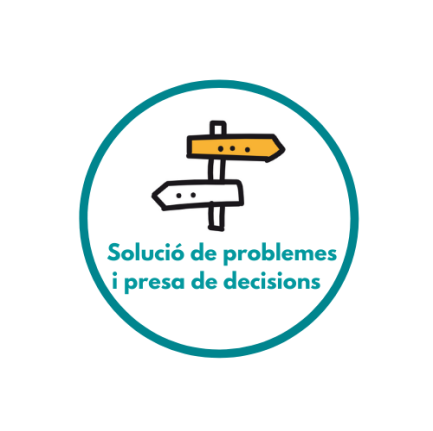 Solució de problemes
i presa de decisions